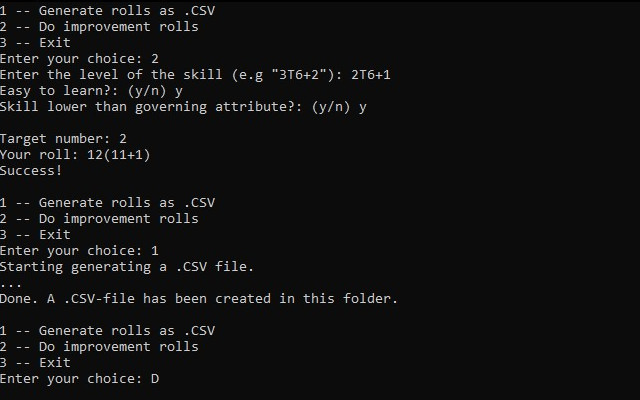 1 -- Generate rolls as .CSV
2 -- Do improvement rolls
3 -- Exit
Enter your choice: 2
Enter the level of the skill (e.g "3T6+2"): 2T6+1
Easy to learn?: (y/n) y
Skill lower than governing attribute?: (y/n) y
Target number: 2
Your roll: 12(11+1)
Success!
1 -- Generate rolls as .CSV
2 -- Do improvement rolls
3 -- Exit
Enter your choice: 1
Starting generating a .CSV file.
...
Done. A .CSV-file has been created in this folder.
1 -- Generate rolls as .CSV
2 -- Do improvement rolls
3 -- Exit
Enter your choice: D